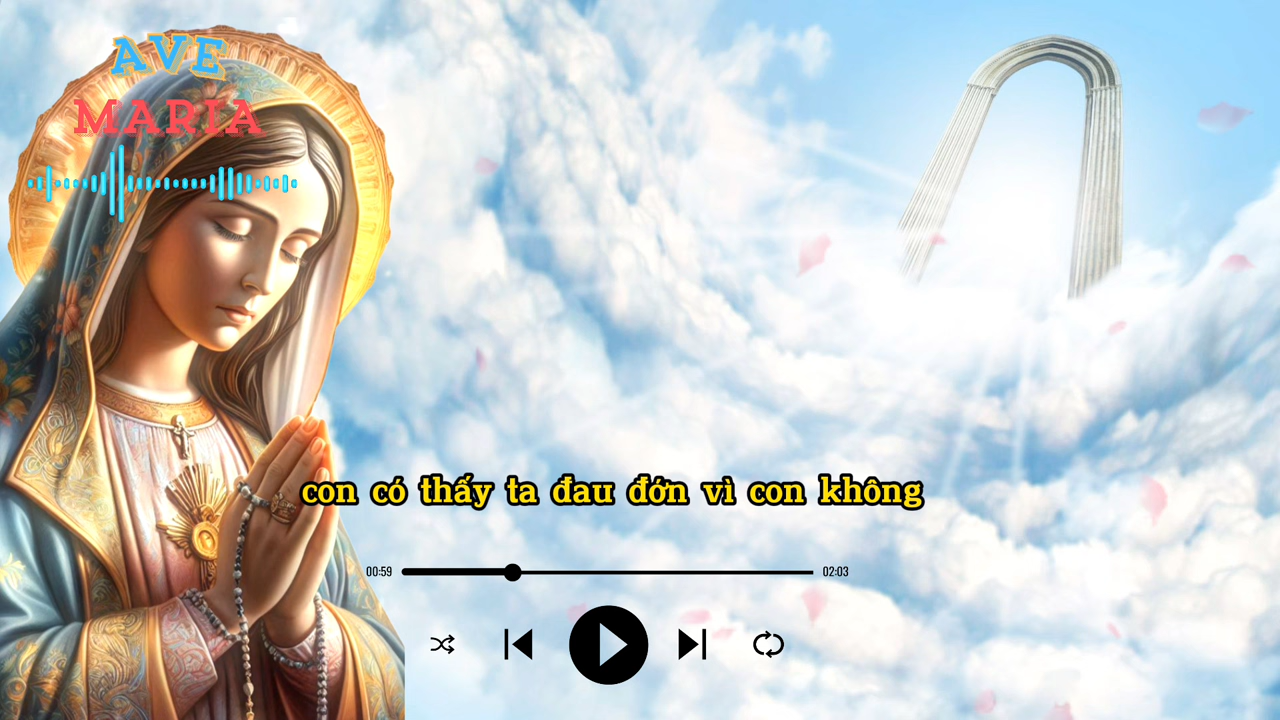 AVE
MARIA
con có thấy ta đau đớn vì con không
00:59
02:03